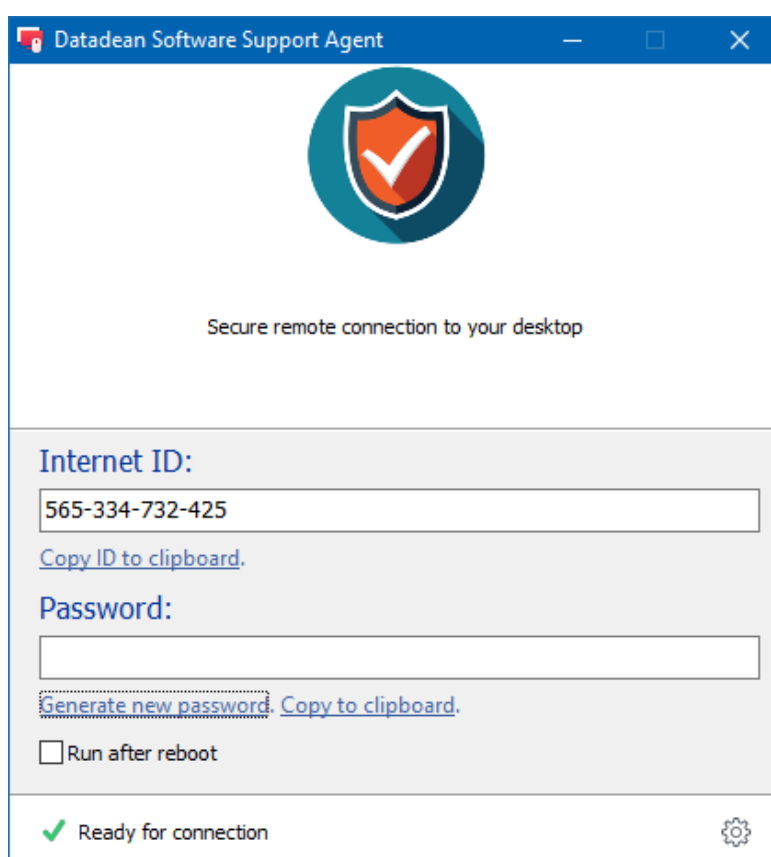 Datadean Software Support Agent
Secure remote connection to your desktop
Internet ID:
565-334-732-425
Copy ID to clipboard.
Password:
Generate new password. Copy to clipboard.
Run after reboot
Ready for connection